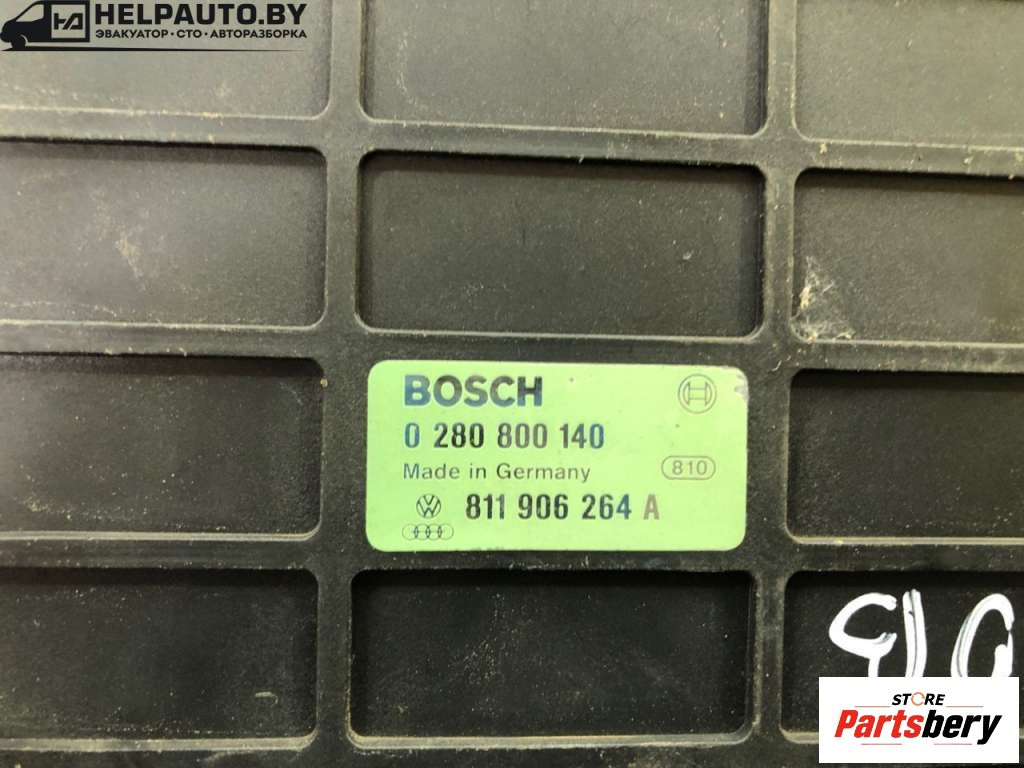 HELPAUTO.BY
ЭВАКУАТОР • СТО • АВТОРАЗБОРКА
BOSCH
0 280 800 140
Made in Germany 810
811 906 264 A
STORE
Partsbery